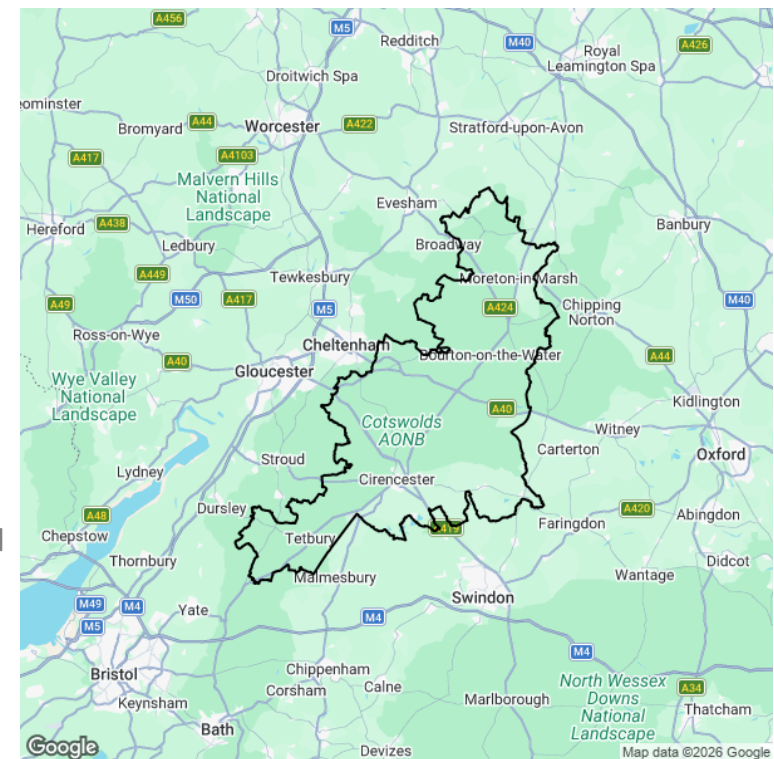 A456
M5
Redditch
M40
Royal
Leamington Spa
A426
Droitwich Spa
eominster
Bromyard
A44
Worcester
A422
Stratford-upon-Avon
A417
A4103
Malvern Hills
National
Landscape
Evesham
Hereford
A438
Broadway
Banbury
Ledbury
A449
Tewkesbury
Moreton-in-Marsh
A49
M50
A417
M5
A424
Chipping
Norton
M40
Ross-on-Wye
Cheltenham
Bourton-on-the-Water
A40
Gloucester
A44
Wye Valley
National
Landscape
Kidlington
A40
Cotswolds
AONB
Witney
Carterton
Oxford
Stroud
Lydney
Cirencester
Dursley
A48
A420
Abingdon
Chepstow
Tetbury
A419
Faringdon
Didcot
Thornbury
Malmesbury
Wantage
Swindon
M49
M4
Yate
M4
M5
M4
Bristol
Chippenham
Corsham
Calne
North Wessex
Downs
National
Landscape
A34
Keynsham
Marlborough
Thatcham
Bath
Devizes
Google
Map data ©2026 Google